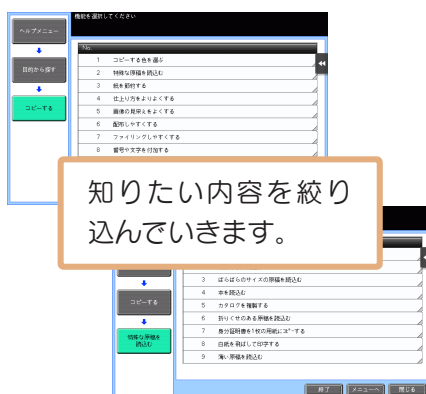 機能を選択してください
ヘルプメニュー
目的から探す
コピーする
No.
1 コピーする色を選ぶ
2 特殊な原稿を読込む
3 紙を節約する
4 仕上り方をよりよくする
5 画像の見栄えをよくする
6 配布しやすくする
7 ファイリングしやすくする
8 番号や文字を付加する
知りたい内容を絞り
込んでいきます。
コピーする
特殊な原稿を
読込む
3 ばらばらのサイズの原稿を読込む
4 本を読込む
5 カタログを複製する
6 折りぐせのある原稿を読込む
7 身分証明書を1枚の用紙にｺﾋﾟｰする
8 白紙を飛ばして印字する
9 薄い原稿を読込む
終了
メニューへ
閉じる